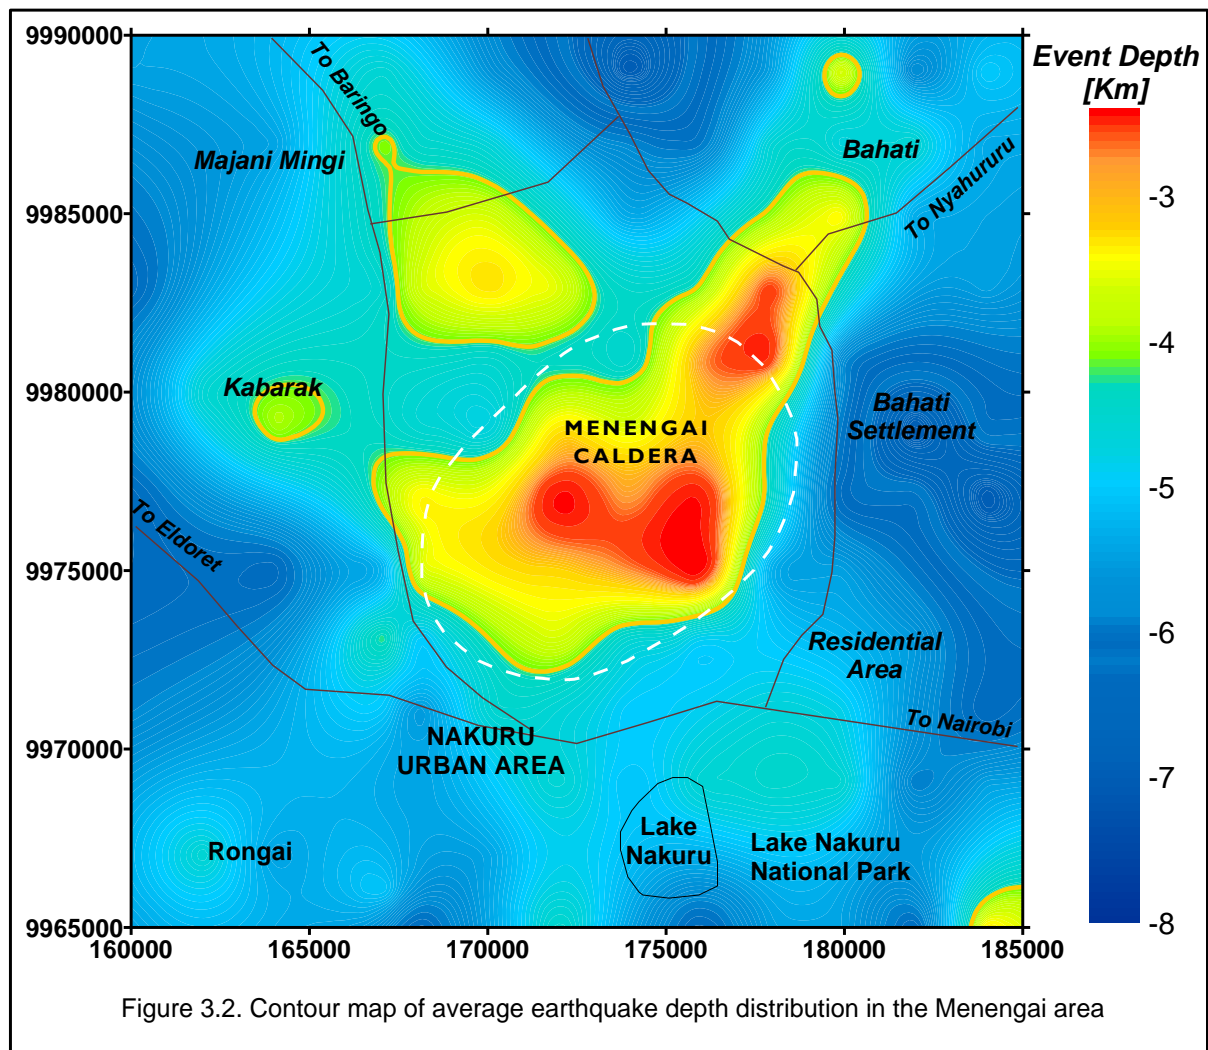 9990000
9985000
9980000
9975000
9970000
9965000
160000
165000
170000
175000
180000
185000
To Baringo
Majani Mingi
Bahati
To Nyahururu
Kabarak
MENENGAI
CALDERA
Bahati
Settlement
To Eldoret
Residential
Area
To Nairobi
NAKURU
URBAN AREA
Lake
Nakuru
Lake Nakuru
National Park
Rongai
Event Depth
[Km]
-3
-4
-5
-6
-7
-8
Figure 3.2. Contour map of average earthquake depth distribution in the Menengai area